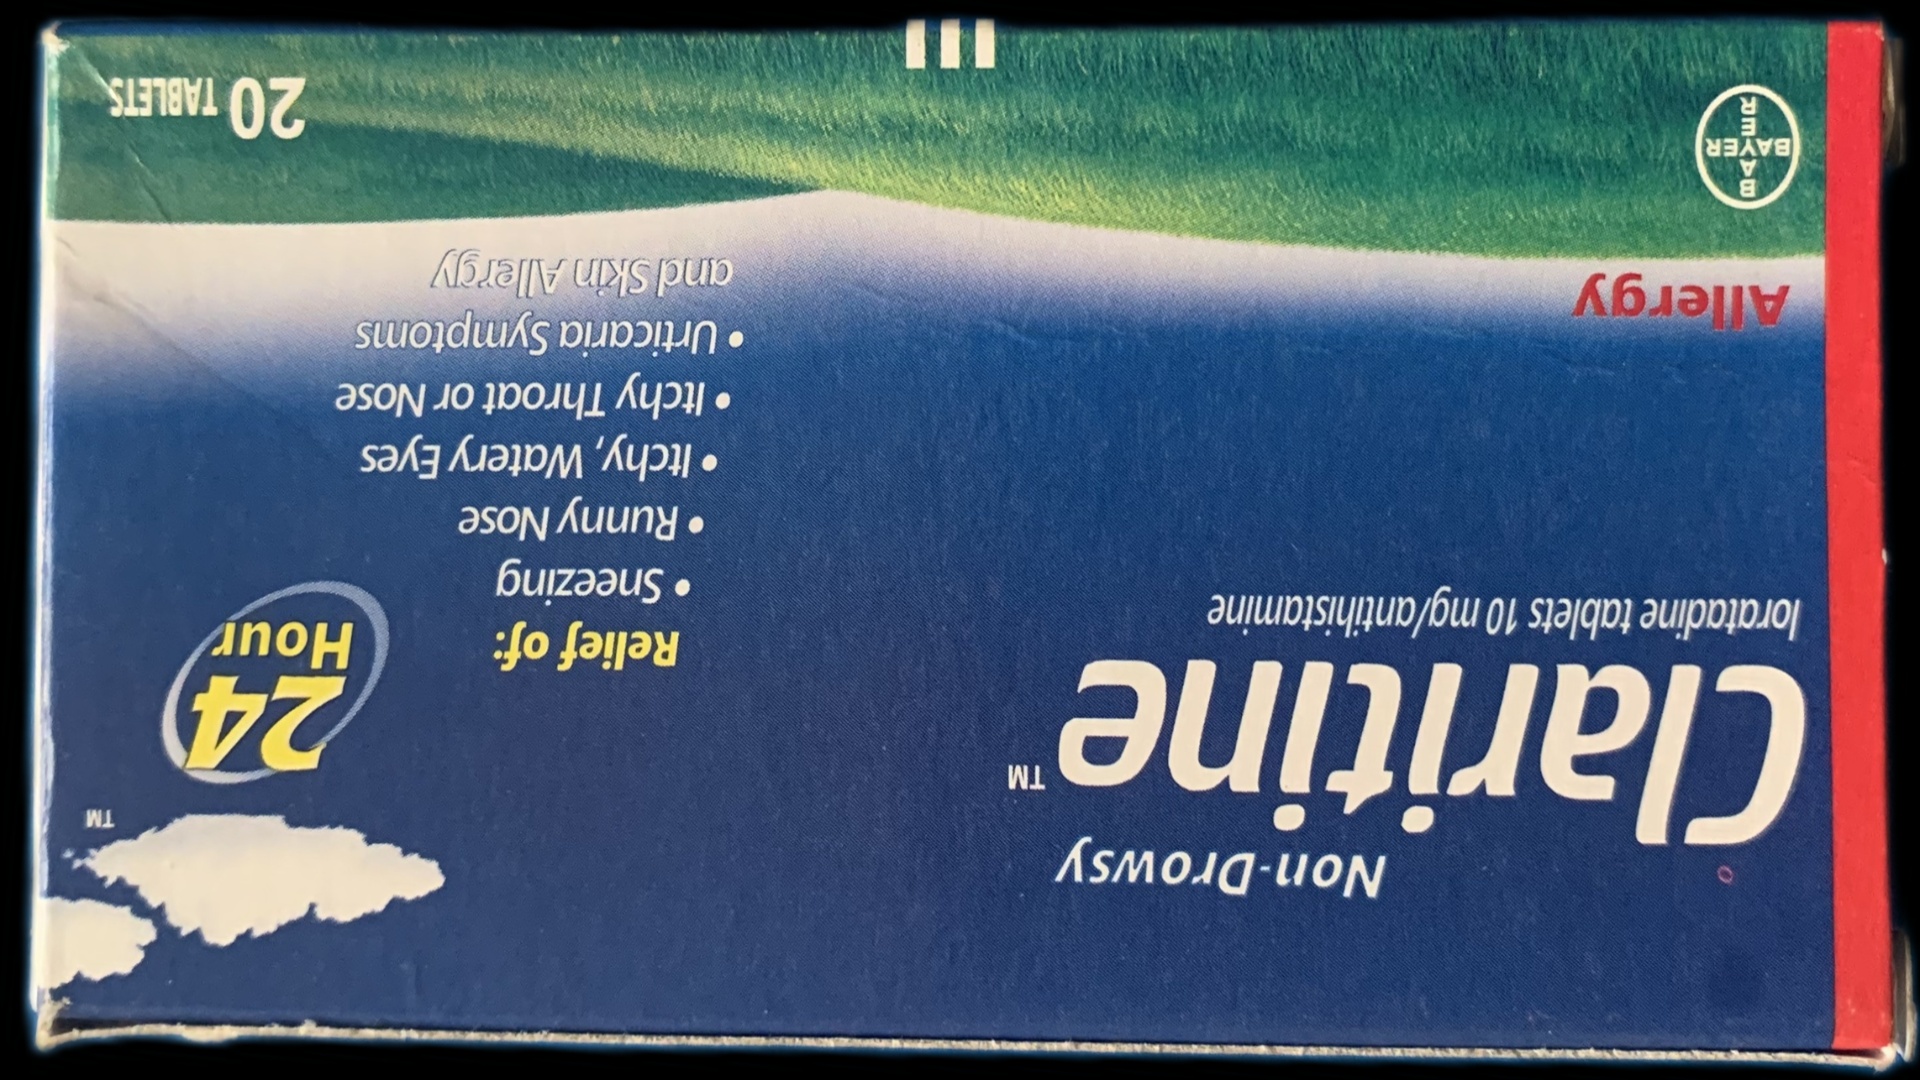 Non-Drowsy
Claritine™
loratadine tablets 10 mg/antihistamine
Allergy
BAYER
BAYER
™
24
Hour
Relief of:
• Sneezing
• Runny Nose
• Itchy, Watery Eyes
• Itchy Throat or Nose
• Urticaria Symptoms
and Skin Allergy
20 TABLETS